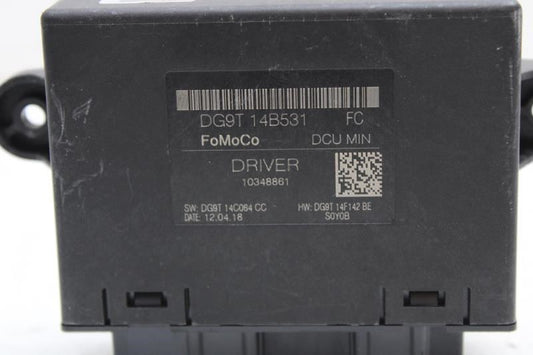 DG9T 14B531 FC
FoMoCo DCU MIN
DRIVER
10348861
SW: DG9T 14C064 CC HW: DG9T 14F142 BE
DATE: 12.04.18 S0Y0B